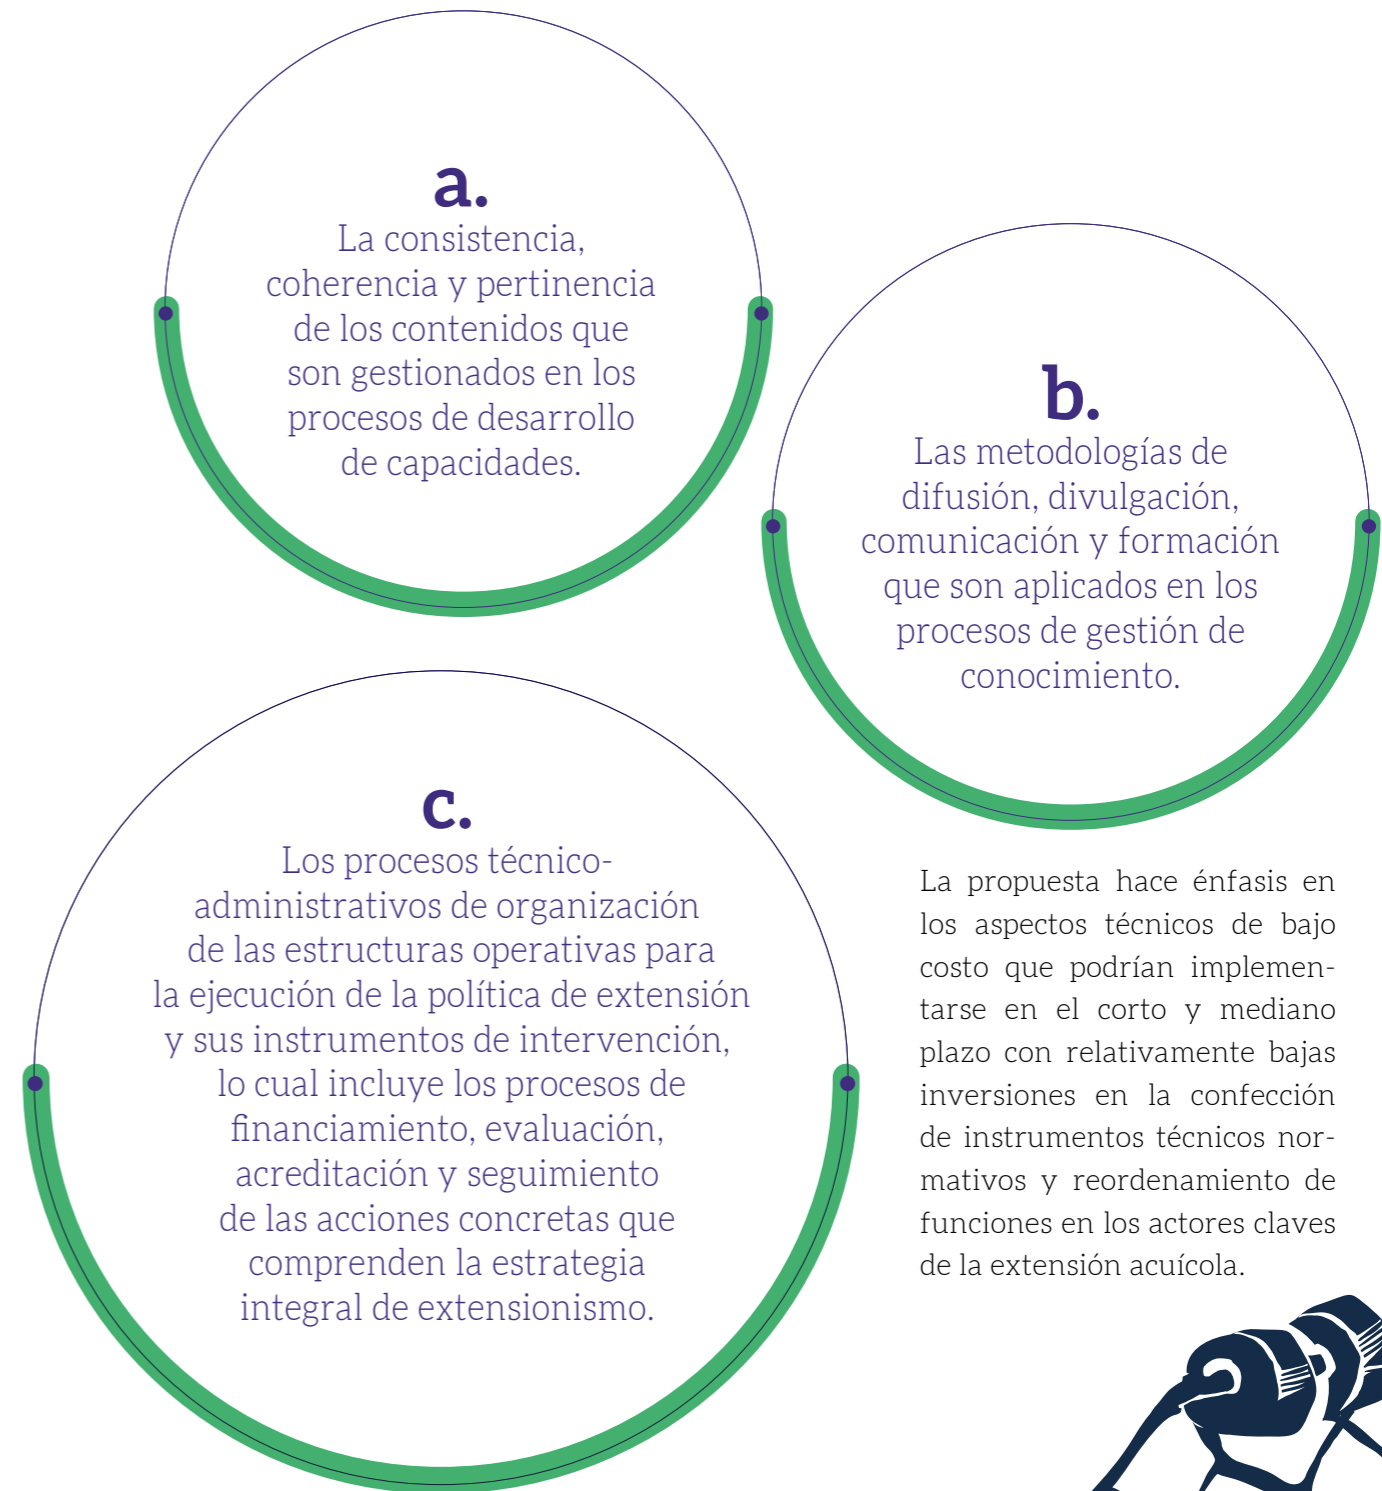 a.
La consistencia,
coherencia y pertinencia
de los contenidos que
son gestionados en los
procesos de desarrollo
de capacidades.
b.
Las metodologías de
difusión, divulgación,
comunicación y formación
que son aplicados en los
procesos de gestión de
conocimiento.
c.
Los procesos técnico-
administrativos de organización
de las estructuras operativas para
la ejecución de la política de extensión
y sus instrumentos de intervención,
lo cual incluye los procesos de
financiamiento, evaluación,
acreditación y seguimiento
de las acciones concretas que
comprenden la estrategia
integral de extensionismo.
La propuesta hace énfasis en
los aspectos técnicos de bajo
costo que podrían implemen-
tarse en el corto y mediano
plazo con relativamente bajas
inversiones en la confección
de instrumentos técnicos nor-
mativos y reordenamiento de
funciones en los actores claves
de la extensión acuícola.